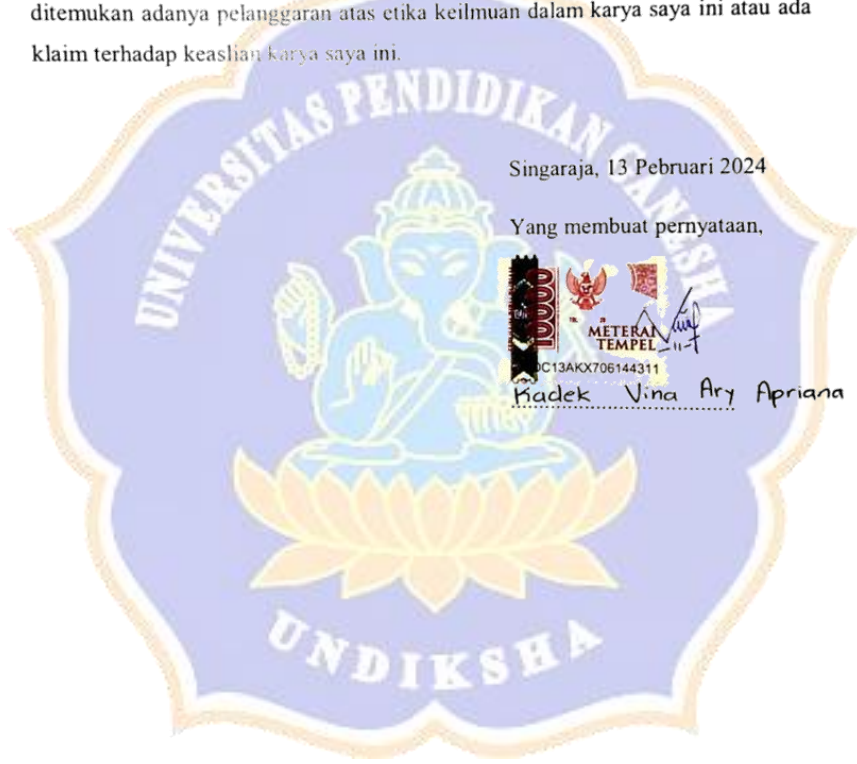 ditemukan adanya pelanggaran atas etika keilmuan dalam karya saya ini atau ada
klaim terhadap keaslian karya saya ini.
UNIVERSITAS PENDIDIKAN GANESHA
Singaraja, 13 Pebruari 2024
Yang membuat pernyataan,
METERAI
TEMPEL
C13AKX706144311
Kadek Vina Ary Apriana
UNDIKSHA